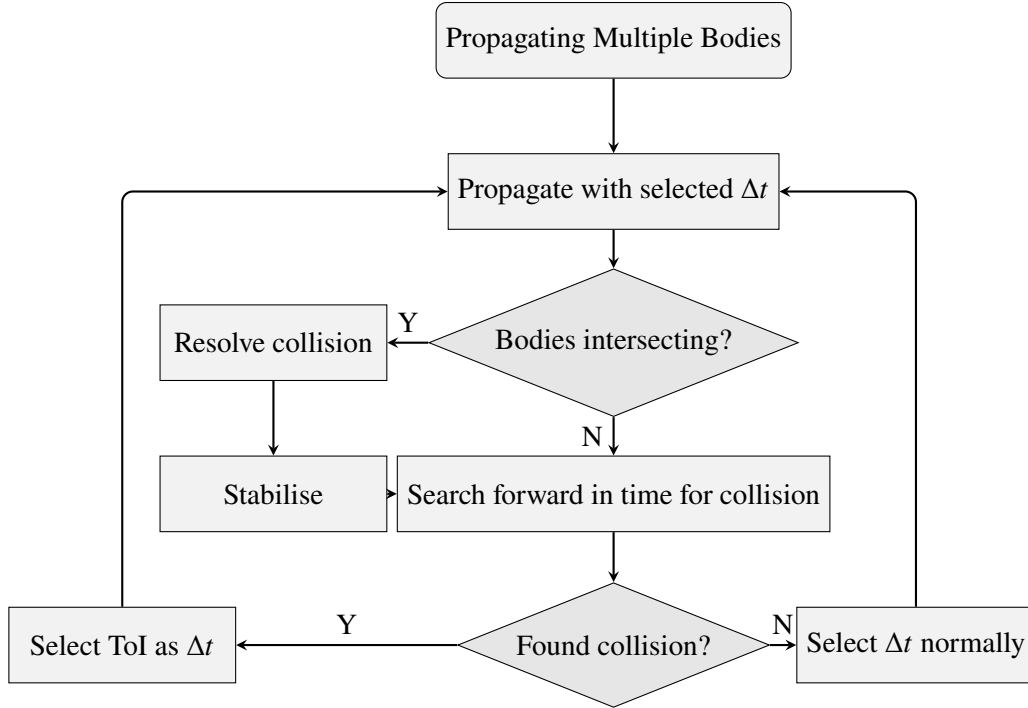 Propagating Multiple Bodies
Propagate with selected Δt
Bodies intersecting?
Y
Resolve collision
N
Stabilise
Search forward in time for collision
Found collision?
Y
N
Select ToI as Δt
Select Δt normally